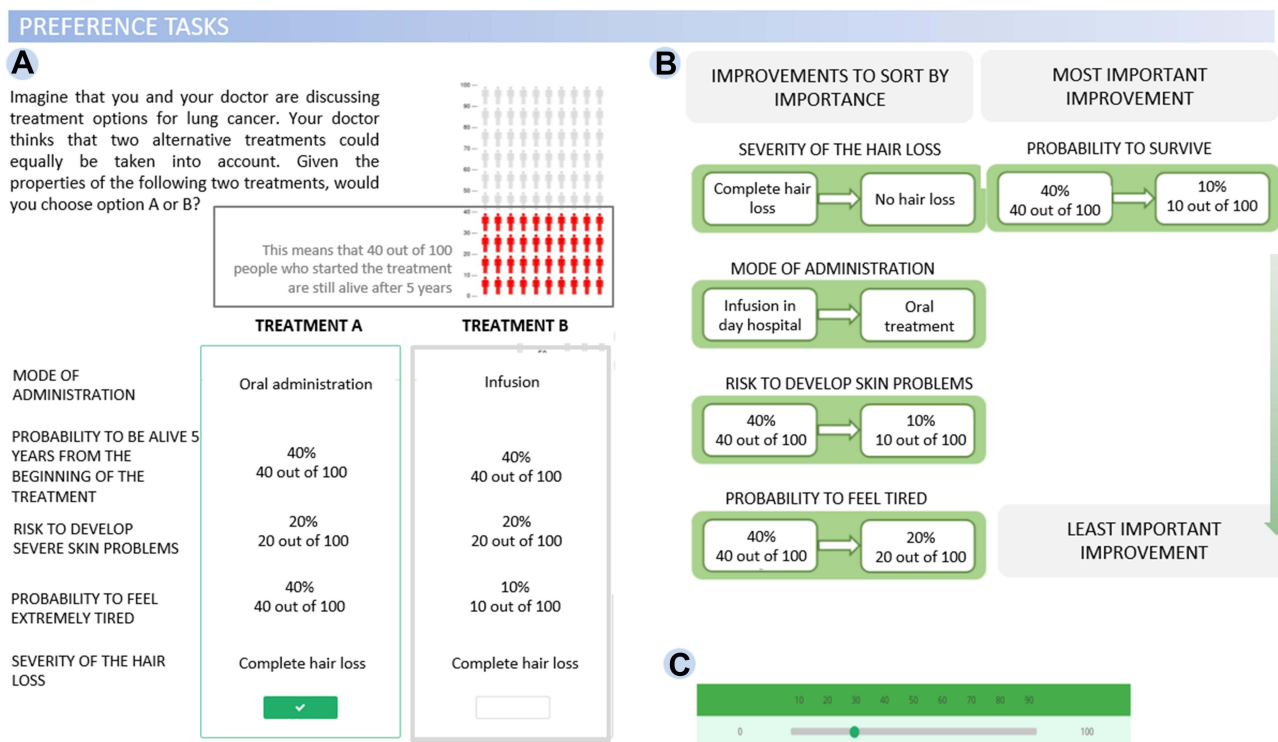 PREFERENCE TASKS
A
Imagine that you and your doctor are discussing
treatment options for lung cancer. Your doctor
thinks that two alternative treatments could
equally be taken into account. Given the
properties of the following two treatments, would
you choose option A or B?
100
90
80
70
60
50
40
30
20
10
0
This means that 40 out of 100
people who started the treatment
are still alive after 5 years
TREATMENT A
TREATMENT B
MODE OF
ADMINISTRATION
Oral administration
Infusion
PROBABILITY TO BE ALIVE 5
YEARS FROM THE
BEGINNING OF THE
TREATMENT
40%
40 out of 100
40%
40 out of 100
RISK TO DEVELOP
SEVERE SKIN PROBLEMS
20%
20 out of 100
20%
20 out of 100
PROBABILITY TO FEEL
EXTREMELY TIRED
40%
40 out of 100
10%
10 out of 100
SEVERITY OF THE HAIR
LOSS
Complete hair loss
Complete hair loss
B
IMPROVEMENTS TO SORT BY
IMPORTANCE
MOST IMPORTANT
IMPROVEMENT
SEVERITY OF THE HAIR LOSS
Complete hair
loss
No hair loss
PROBABILITY TO SURVIVE
40%
40 out of 100
10%
10 out of 100
MODE OF ADMINISTRATION
Infusion in
day hospital
Oral
treatment
RISK TO DEVELOP SKIN PROBLEMS
40%
40 out of 100
10%
10 out of 100
PROBABILITY TO FEEL TIRED
40%
40 out of 100
20%
20 out of 100
LEAST IMPORTANT
IMPROVEMENT
C
10 20 30 40 50 60 70 80 90
0
100